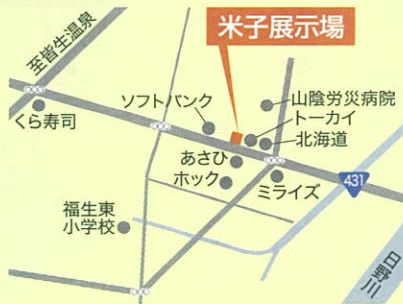 米子展示場
至皆生温泉
ソフトバンク
山陰労災病院
トーカイ
北海道
くら寿司
あさひ
ホック
ミライズ
431
福生東
小学校
日野川